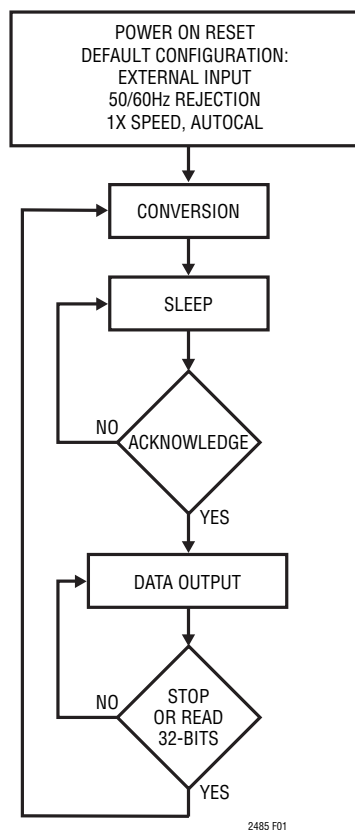 POWER ON RESET
DEFAULT CONFIGURATION:
EXTERNAL INPUT
50/60Hz REJECTION
1X SPEED, AUTOCAL
CONVERSION
SLEEP
NO
ACKNOWLEDGE
YES
DATA OUTPUT
NO
STOP
OR READ
32-BITS
YES
2485 F01